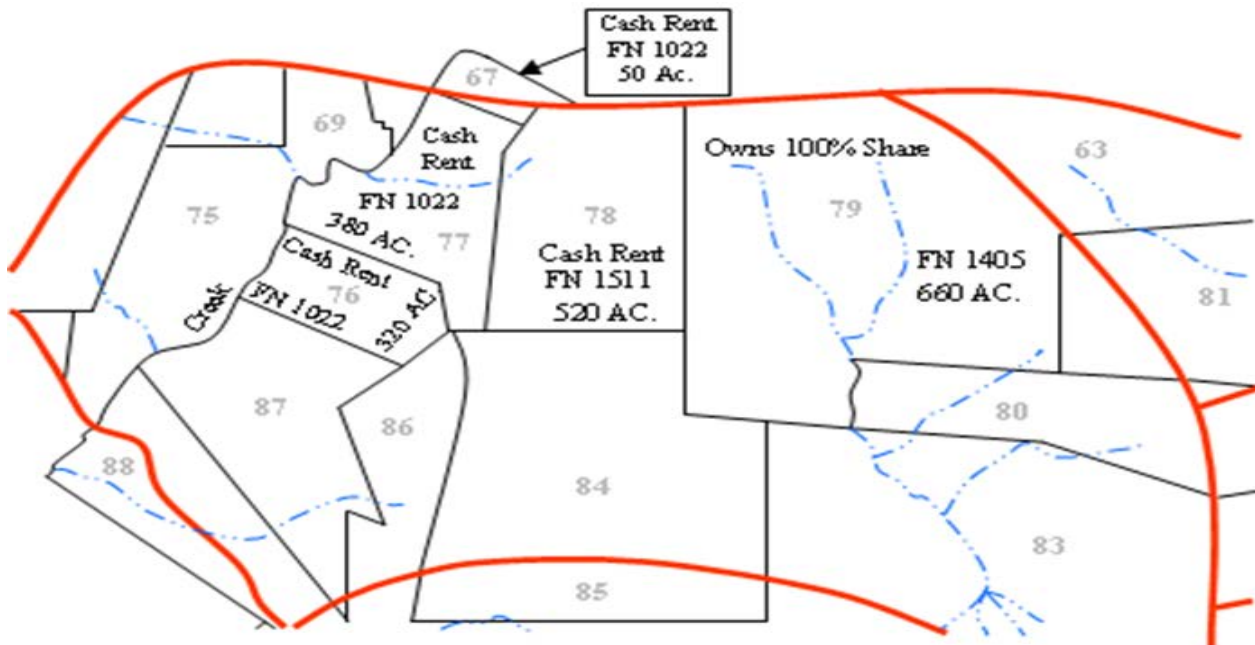 Cash Rent
FN 1022
50 Ac.
67
69
Cash
Rent
Owns 100% Share
63
75
FN 1022
380 AC.
77
78
79
Cash Rent
FN 1511
520 AC.
FN 1405
660 AC.
81
Cash Rent
76
FN 1022
320 AC.
Creek
87
86
80
88
84
83
85